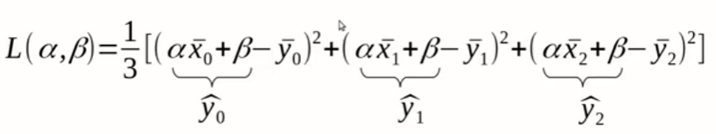 L(α,β)=1/3[(αx̄₀+β−ȳ₀)²+(αx̄₁+β−ȳ₁)²+(αx̄₂+β−ȳ₂)²]
ŷ₀ ŷ₁ ŷ₂